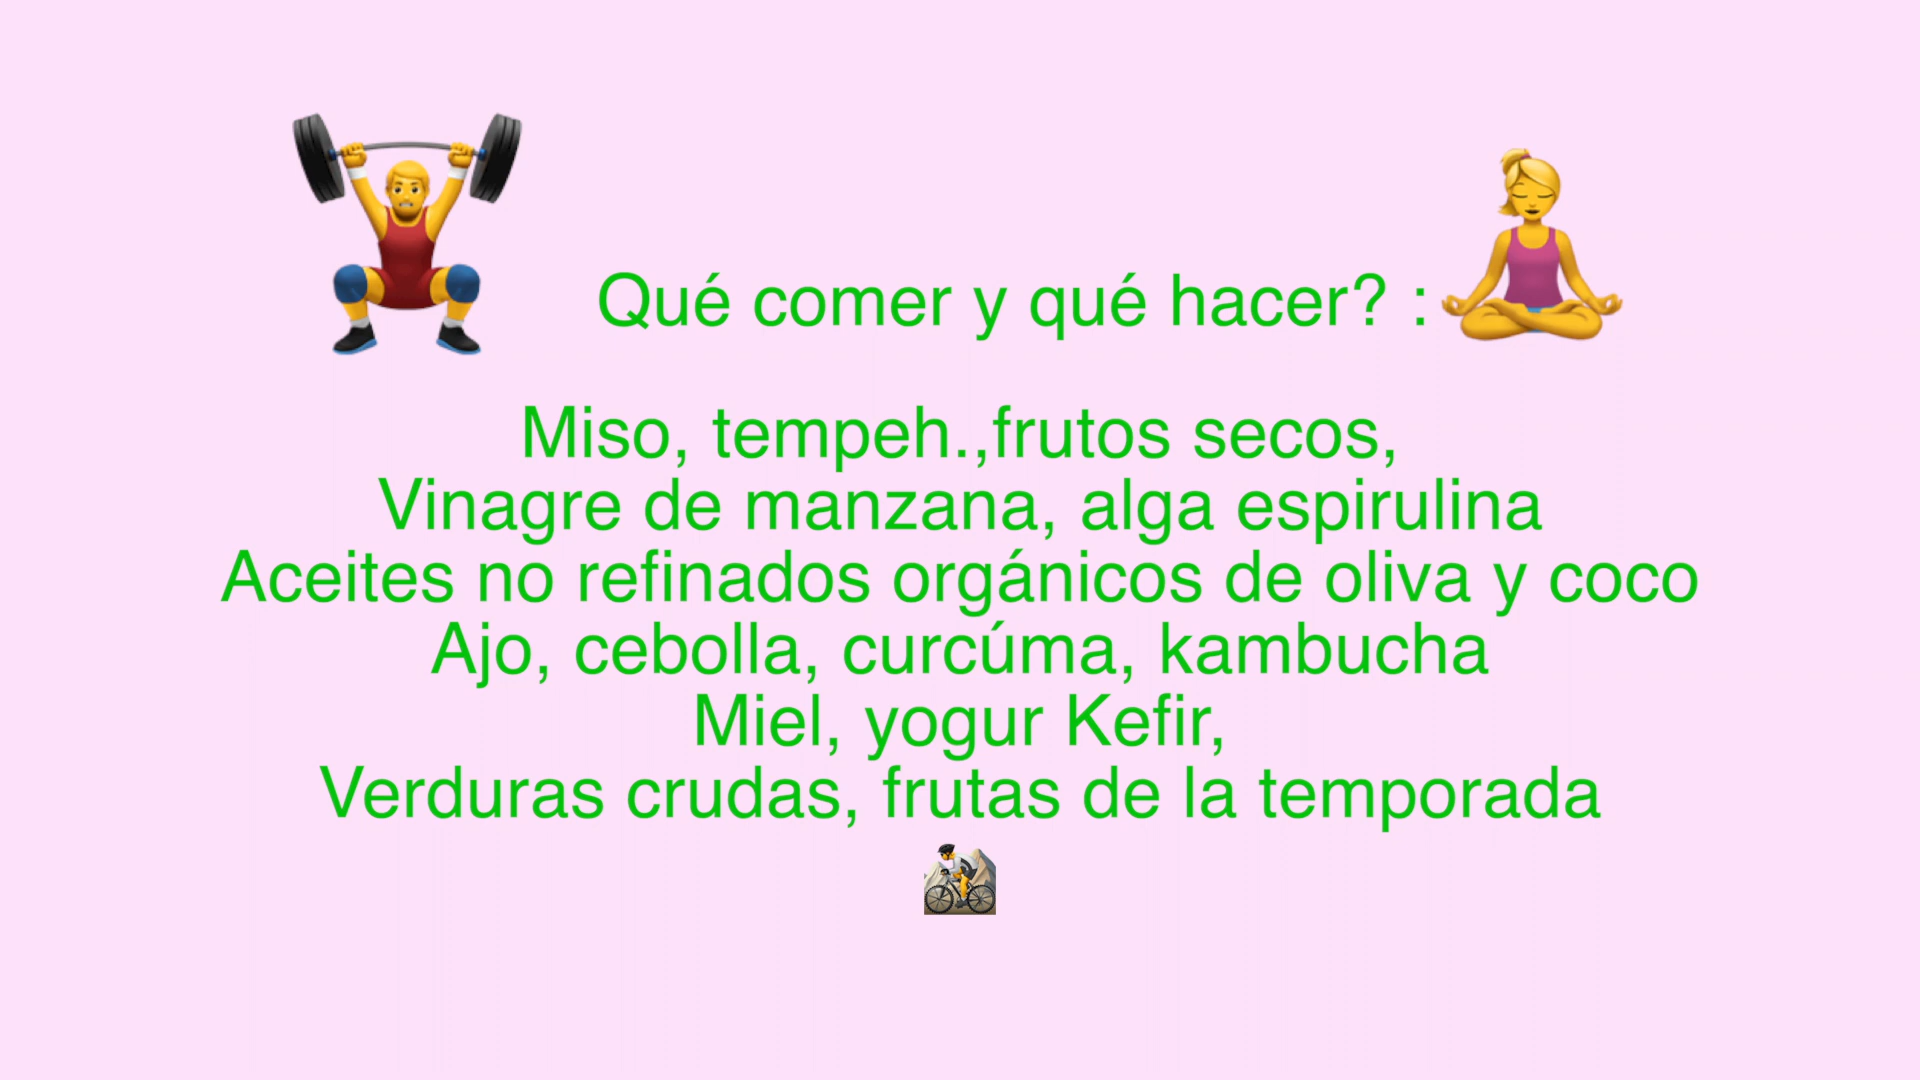 Qué comer y qué hacer? :
Miso, tempeh.,frutos secos,
Vinagre de manzana, alga espirulina
Aceites no refinados orgánicos de oliva y coco
Ajo, cebolla, curcúma, kambucha
Miel, yogur Kefir,
Verduras crudas, frutas de la temporada